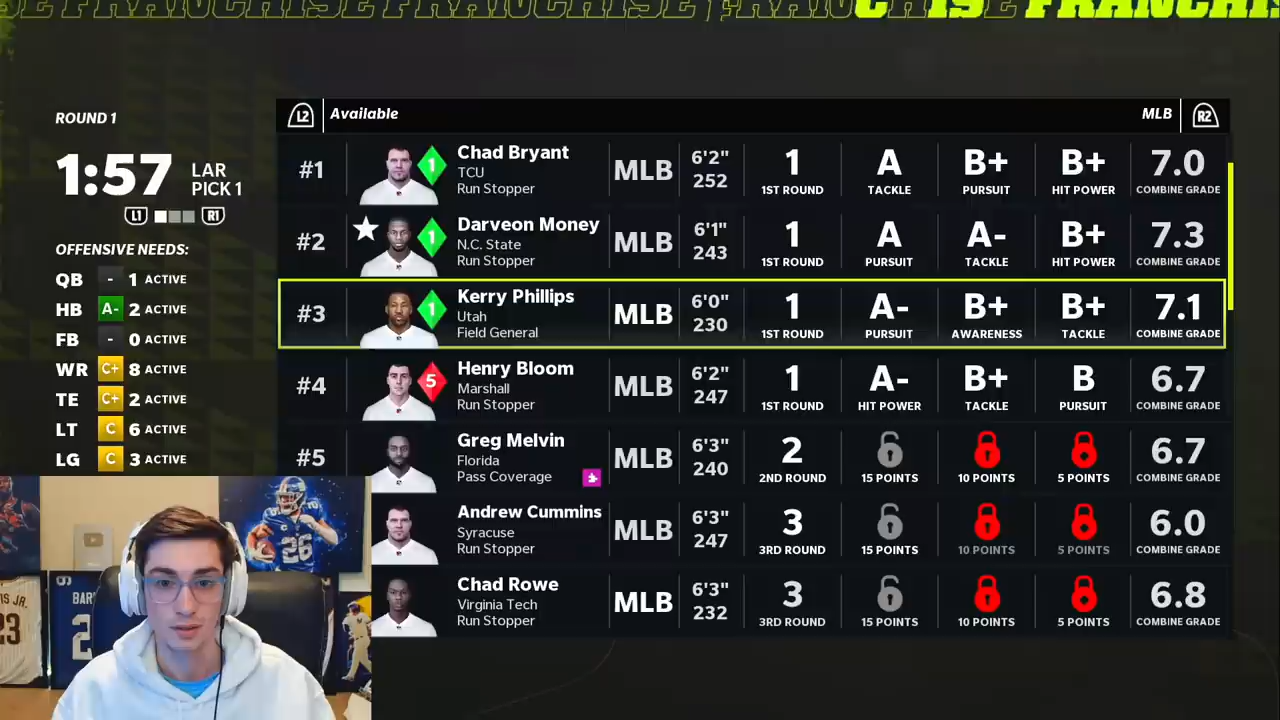 FRANCHISE FRANCHISE FRANCHISE FRANCHISE
ROUND 1
1:57
LAR
PICK 1
L1
R1
OFFENSIVE NEEDS:
QB - 1 ACTIVE
HB A- 2 ACTIVE
FB - 0 ACTIVE
WR C+ 8 ACTIVE
TE C+ 2 ACTIVE
LT C 6 ACTIVE
LG C 3 ACTIVE
L2 Available MLB R2
#1 1 Chad Bryant
TCU
Run Stopper
MLB
6'2"
252
1
1ST ROUND
A
TACKLE
B+
PURSUIT
B+
HIT POWER
7.0
COMBINE GRADE
#2 1 Darveon Money
N.C. State
Run Stopper
MLB
6'1"
243
1
1ST ROUND
A
PURSUIT
A-
TACKLE
B+
HIT POWER
7.3
COMBINE GRADE
#3 1 Kerry Phillips
Utah
Field General
MLB
6'0"
230
1
1ST ROUND
A-
PURSUIT
B+
AWARENESS
B+
TACKLE
7.1
COMBINE GRADE
#4 5 Henry Bloom
Marshall
Run Stopper
MLB
6'2"
247
1
1ST ROUND
A-
HIT POWER
B+
TACKLE
B
PURSUIT
6.7
COMBINE GRADE
#5 Greg Melvin
Florida
Pass Coverage
MLB
6'3"
240
2
2ND ROUND
15 POINTS
10 POINTS
5 POINTS
6.7
COMBINE GRADE
Andrew Cummins
Syracuse
Run Stopper
MLB
6'3"
247
3
3RD ROUND
15 POINTS
10 POINTS
5 POINTS
6.0
COMBINE GRADE
Chad Rowe
Virginia Tech
Run Stopper
MLB
6'3"
232
3
3RD ROUND
15 POINTS
10 POINTS
5 POINTS
6.8
COMBINE GRADE
26
IS JR.
23
BAR
2